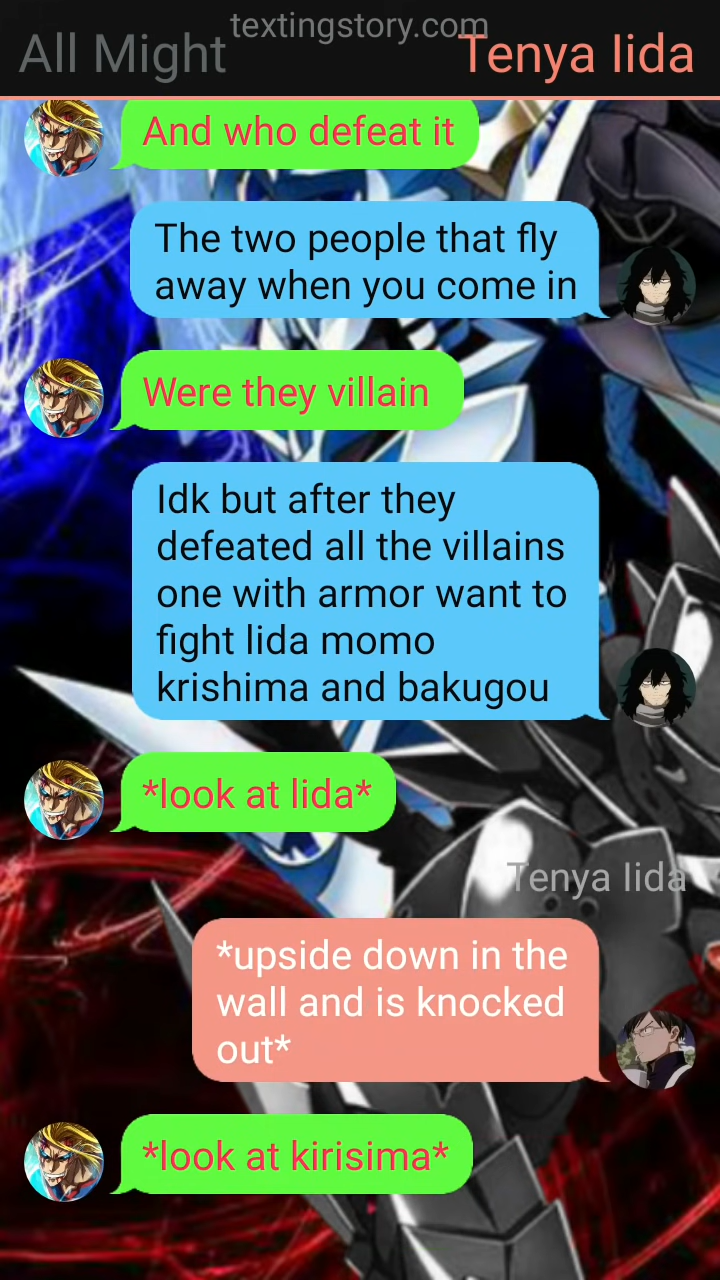 textingstory.com
All Might
Tenya Iida
And who defeat it
The two people that fly
away when you come in
Were they villain
Idk but after they
defeated all the villains
one with armor want to
fight Iida momo
krishima and bakugou
*look at Iida*
Tenya Iida
*upside down in the
wall and is knocked
out*
*look at kirisima*